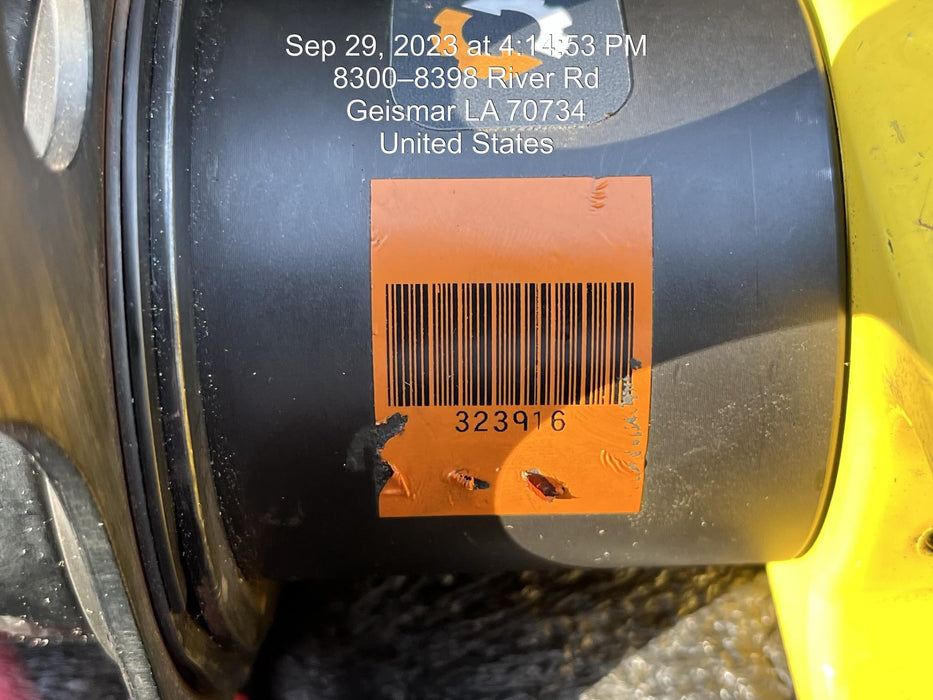 Sep 29, 2023 at 4:14:53 PM
8300–8398 River Rd
Geismar LA 70734
United States
323916